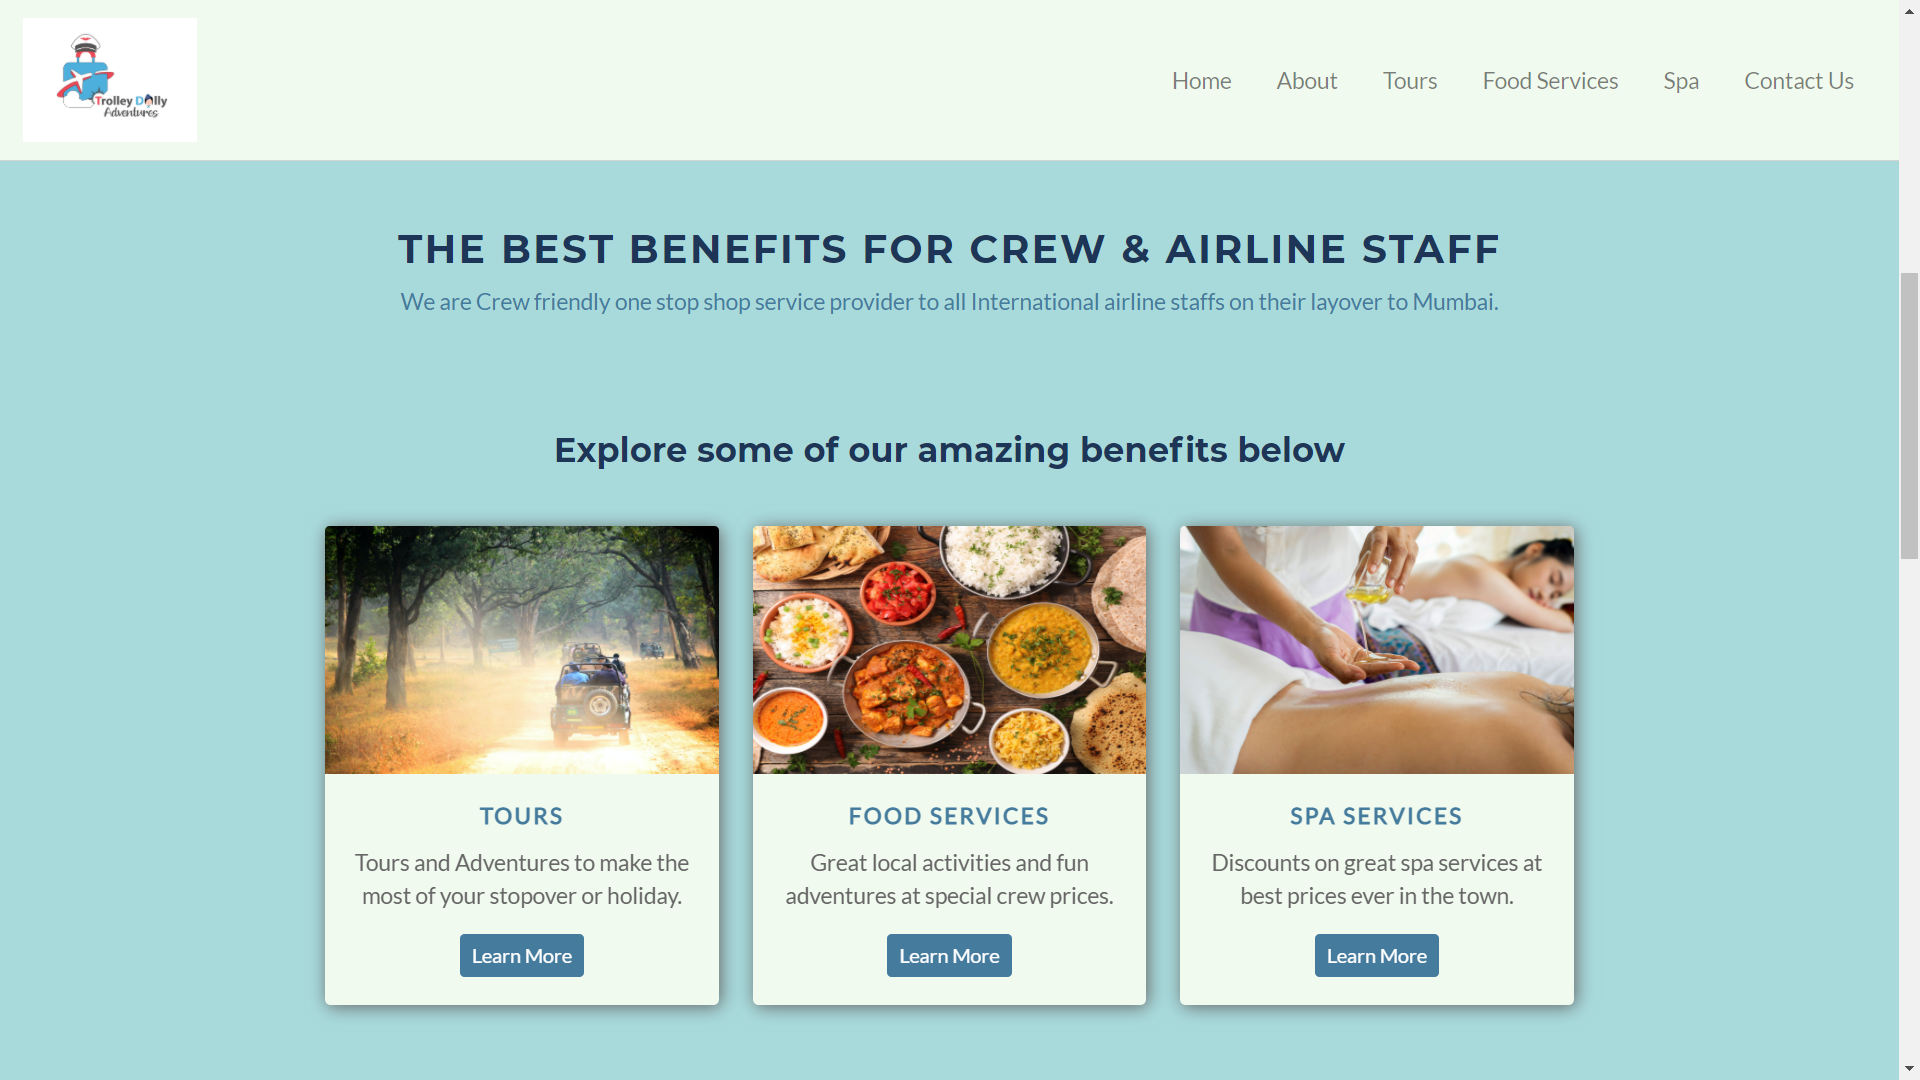 Trolley Dolly
Adventures
Home
About
Tours
Food Services
Spa
Contact Us
THE BEST BENEFITS FOR CREW & AIRLINE STAFF
We are Crew friendly one stop shop service provider to all International airline staffs on their layover to Mumbai.
Explore some of our amazing benefits below
TOURS
Tours and Adventures to make the
most of your stopover or holiday.
Learn More
FOOD SERVICES
Great local activities and fun
adventures at special crew prices.
Learn More
SPA SERVICES
Discounts on great spa services at
best prices ever in the town.
Learn More